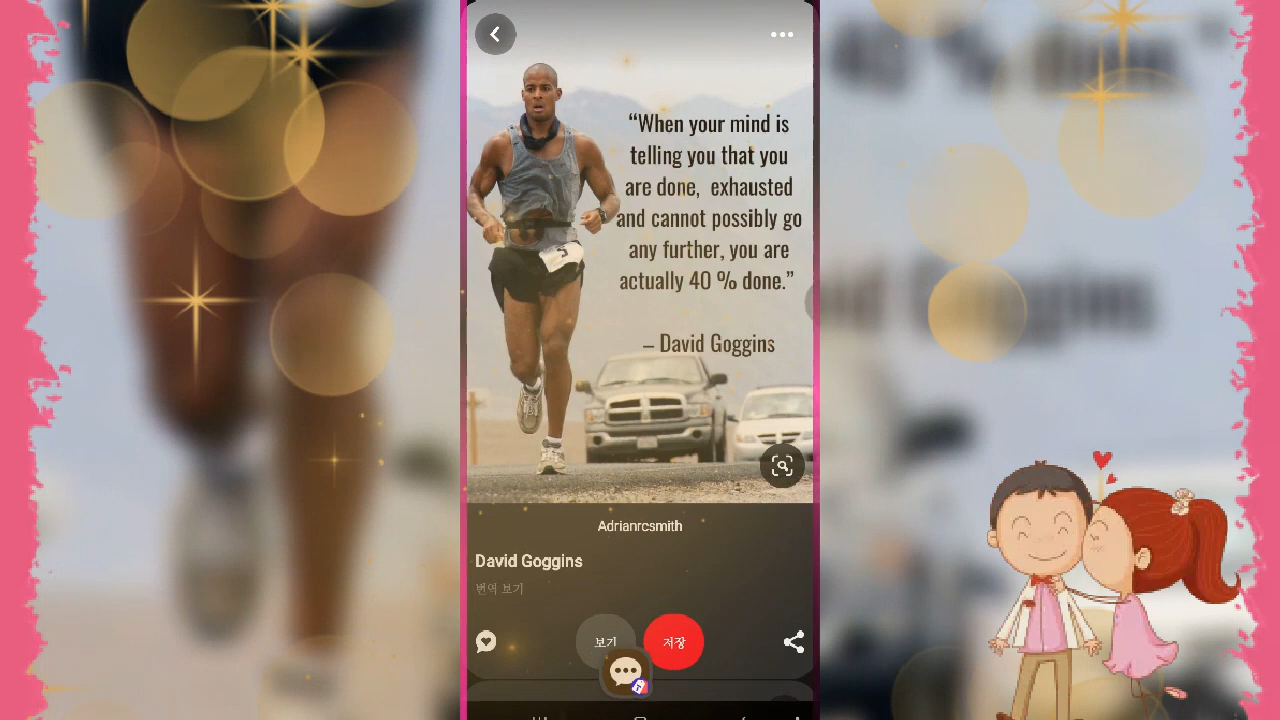 “When your mind is
telling you that you
are done, exhausted
and cannot possibly go
any further, you are
actually 40 % done.”
– David Goggins
Adrianrcsmith
David Goggins
번역 보기
보기
저장